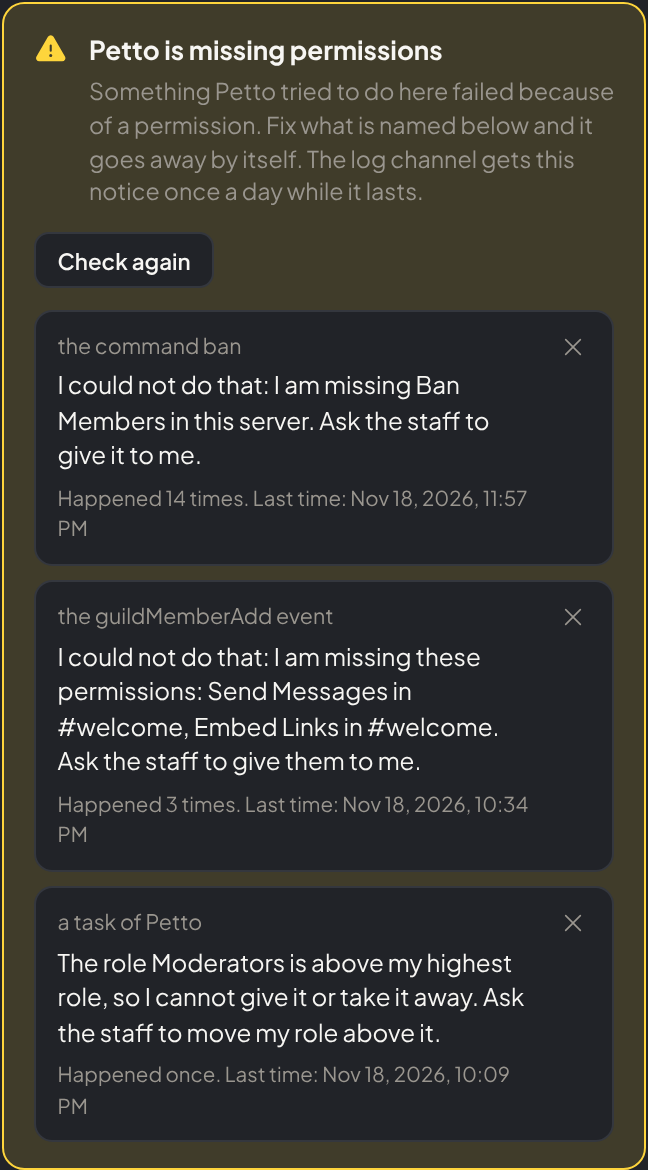 Petto is missing permissions
Something Petto tried to do here failed because
of a permission. Fix what is named below and it
goes away by itself. The log channel gets this
notice once a day while it lasts.
Check again
the command ban
I could not do that: I am missing Ban
Members in this server. Ask the staff to
give it to me.
Happened 14 times. Last time: Nov 18, 2026, 11:57
PM
the guildMemberAdd event
I could not do that: I am missing these
permissions: Send Messages in
#welcome, Embed Links in #welcome.
Ask the staff to give them to me.
Happened 3 times. Last time: Nov 18, 2026, 10:34
PM
a task of Petto
The role Moderators is above my highest
role, so I cannot give it or take it away. Ask
the staff to move my role above it.
Happened once. Last time: Nov 18, 2026, 10:09
PM